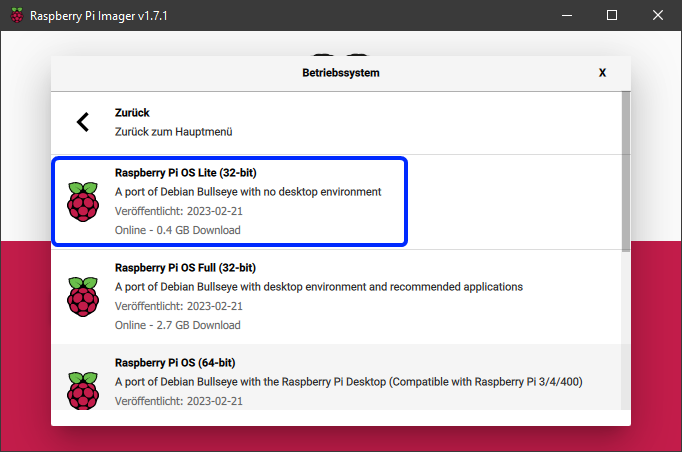 Raspberry Pi Imager v1.7.1
Betriebssystem
X
Zurück
Zurück zum Hauptmenü
Raspberry Pi OS Lite (32-bit)
A port of Debian Bullseye with no desktop environment
Veröffentlicht: 2023-02-21
Online - 0.4 GB Download
Raspberry Pi OS Full (32-bit)
A port of Debian Bullseye with desktop environment and recommended applications
Veröffentlicht: 2023-02-21
Online - 2.7 GB Download
Raspberry Pi OS (64-bit)
A port of Debian Bullseye with the Raspberry Pi Desktop (Compatible with Raspberry Pi 3/4/400)
Veröffentlicht: 2023-02-21